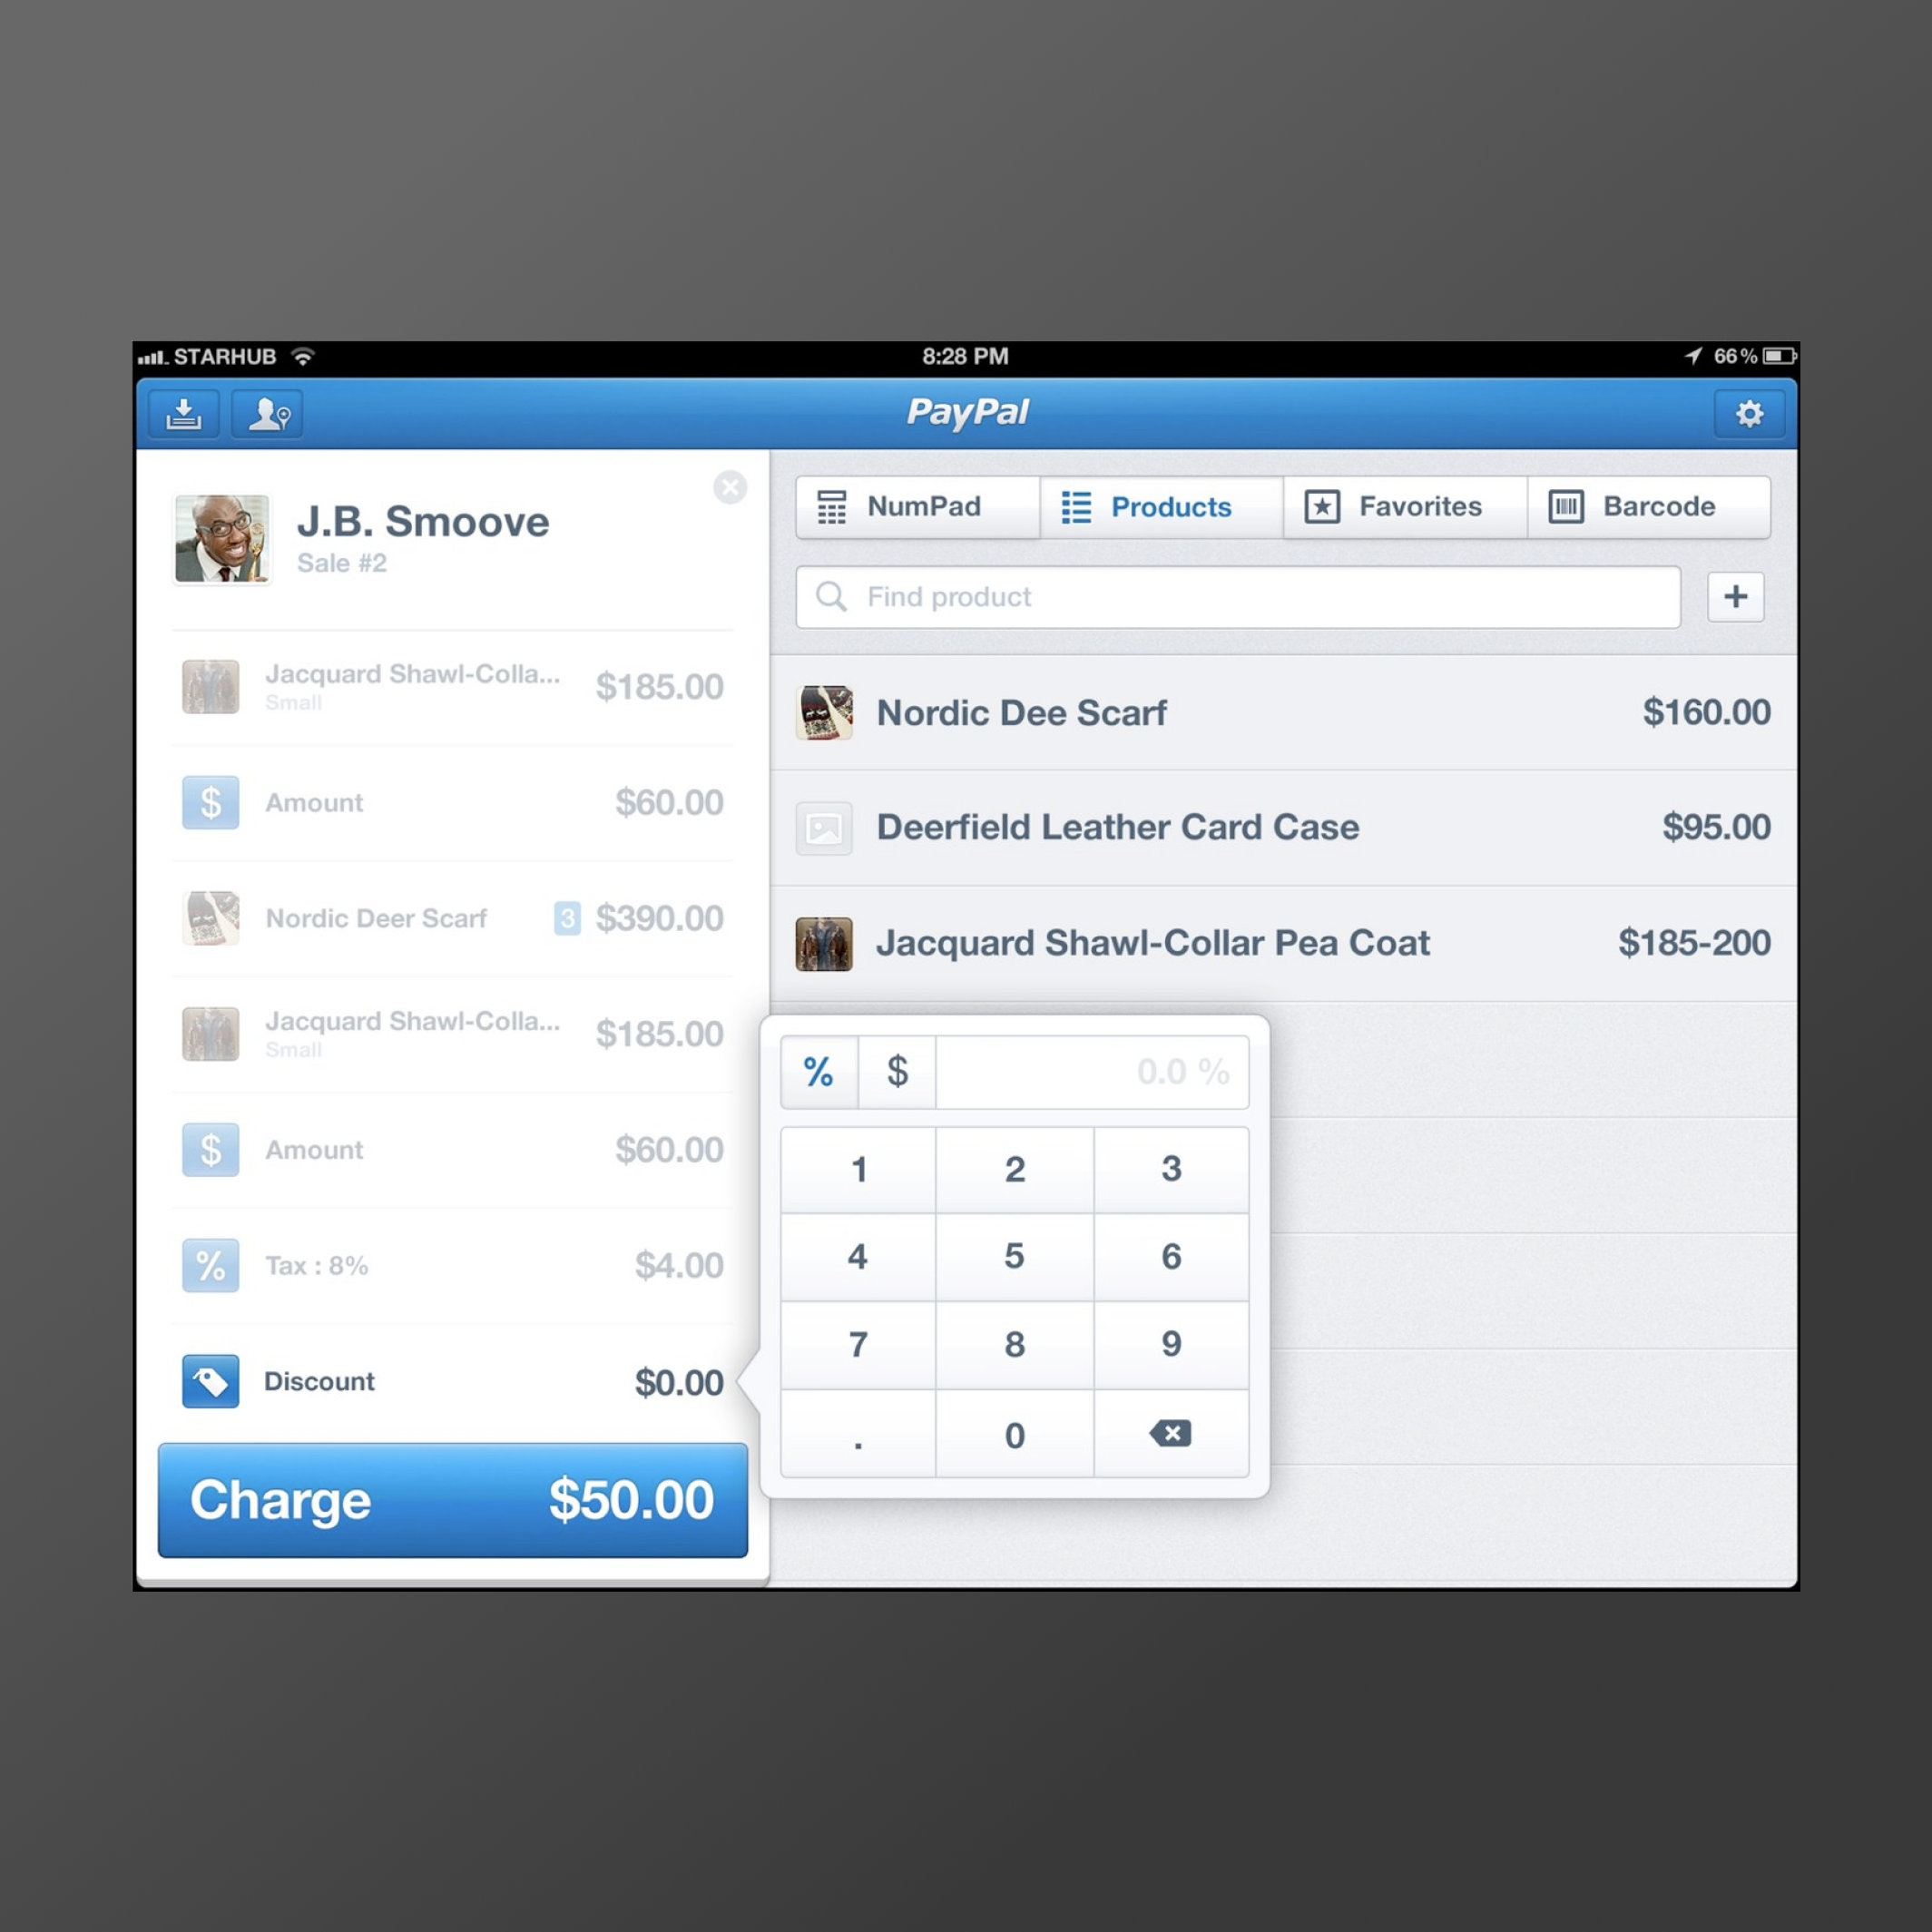 STARHUB
8:28 PM
66%
PayPal
J.B. Smoove
Sale #2
Jacquard Shawl-Colla... $185.00
Small
$ Amount $60.00
Nordic Deer Scarf 3 $390.00
Jacquard Shawl-Colla... $185.00
Small
$ Amount $60.00
% Tax : 8% $4.00
Discount $0.00
Charge $50.00
NumPad Products Favorites Barcode
Find product +
Nordic Dee Scarf $160.00
Deerfield Leather Card Case $95.00
Jacquard Shawl-Collar Pea Coat $185-200
% $ 0.0 %
1 2 3
4 5 6
7 8 9
. 0